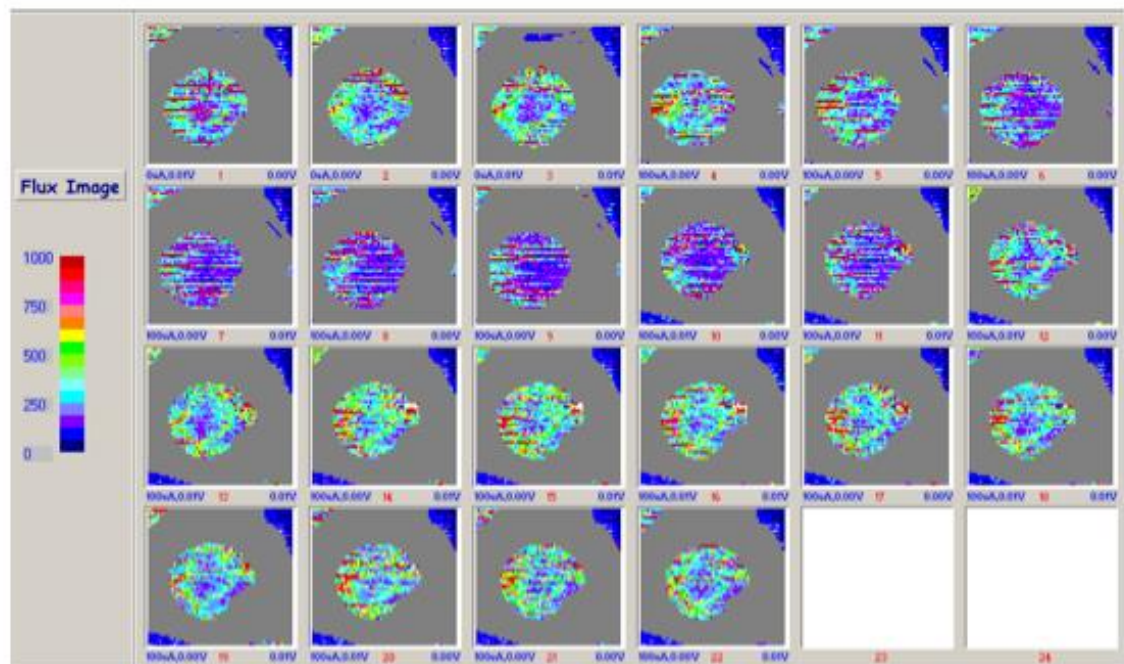 0uA,0.01V 1 0.00V 0uA,0.01V 2 0.00V 0uA,0.00V 3 0.01V 0uA,0.01V 4 0.00V 100uA,0.00V 5 0.00V 100uA,0.00V 6 0.00V
Flux Image
100uA,0.00V 7 0.01V 100uA,0.00V 8 0.00V 100uA,0.00V 9 0.00V 100uA,0.00V 10 0.01V 100uA,0.00V 11 0.01V 100uA,0.00V 12 0.00V
1000
750
500
250
0
100uA,0.01V 13 0.01V 100uA,0.00V 14 0.01V 100uA,0.00V 15 0.01V 100uA,0.01V 16 0.01V 100uA,0.01V 17 0.00V 100uA,0.00V 18 0.01V
100uA,0.00V 19 0.01V 100uA,0.00V 20 0.00V 100uA,0.00V 21 0.00V 100uA,0.00V 22 0.01V 23 24